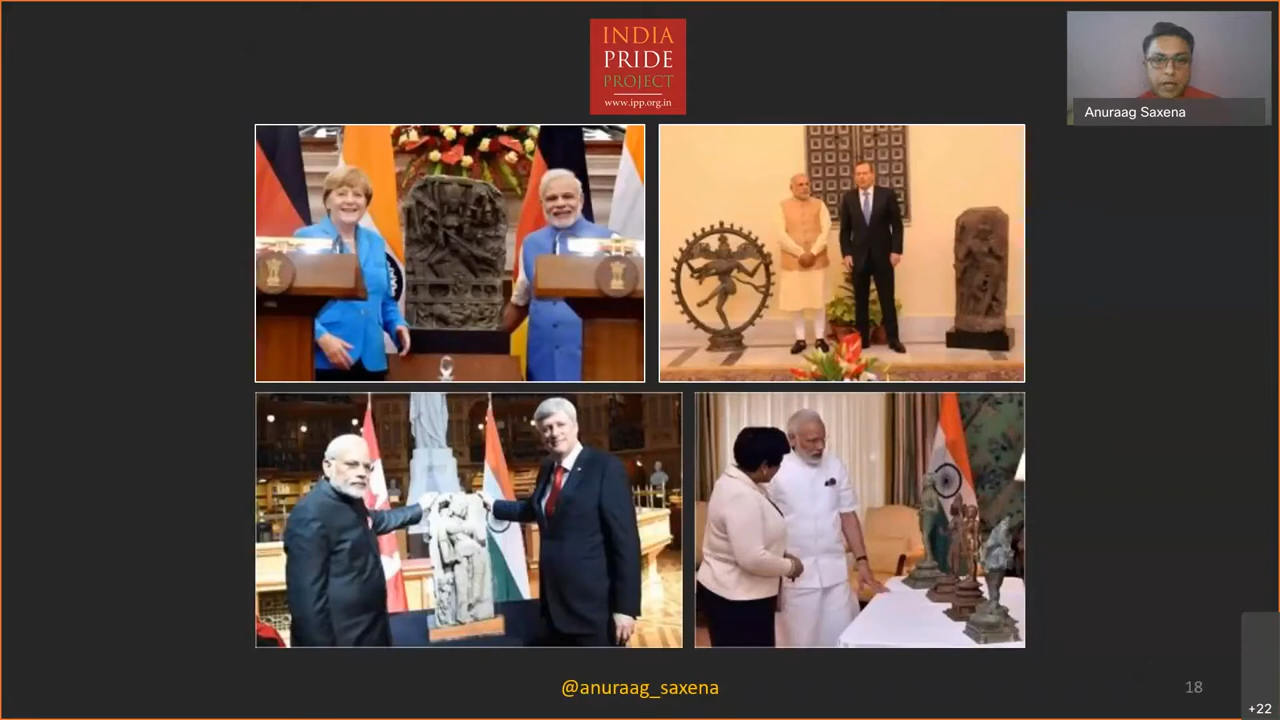 INDIA
PRIDE
PROJECT
www.ipp.org.in
Anuraag Saxena
@anuraag_saxena
18
+22